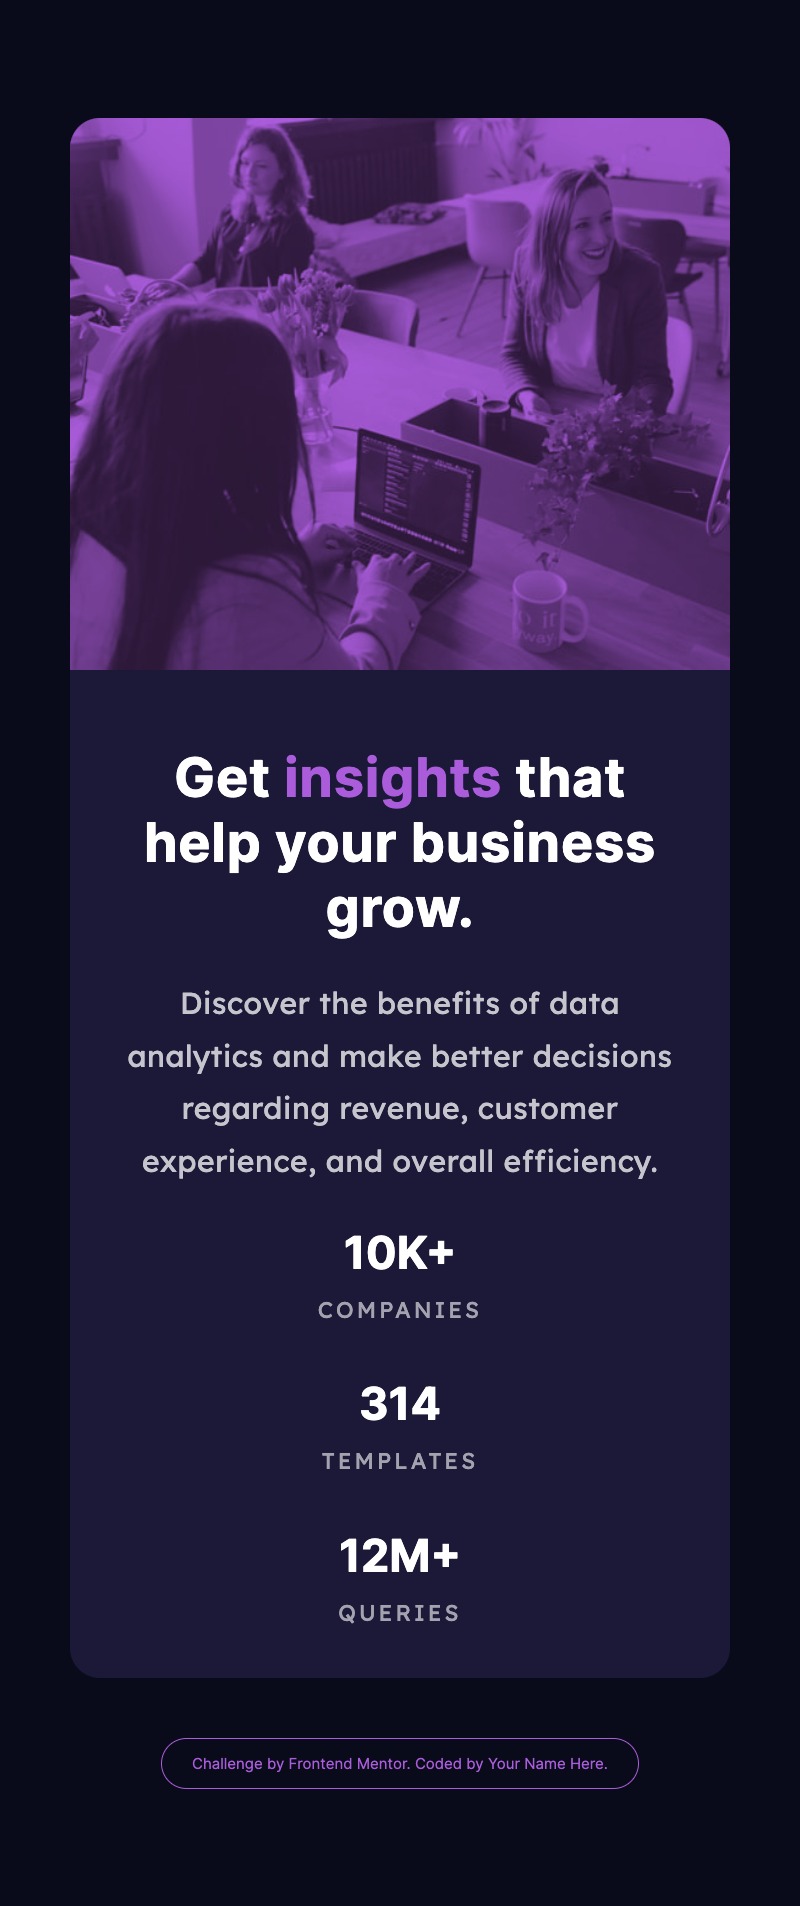 Get insights that
help your business
grow.
Discover the benefits of data
analytics and make better decisions
regarding revenue, customer
experience, and overall efficiency.
10K+
COMPANIES
314
TEMPLATES
12M+
QUERIES
Challenge by Frontend Mentor. Coded by Your Name Here.